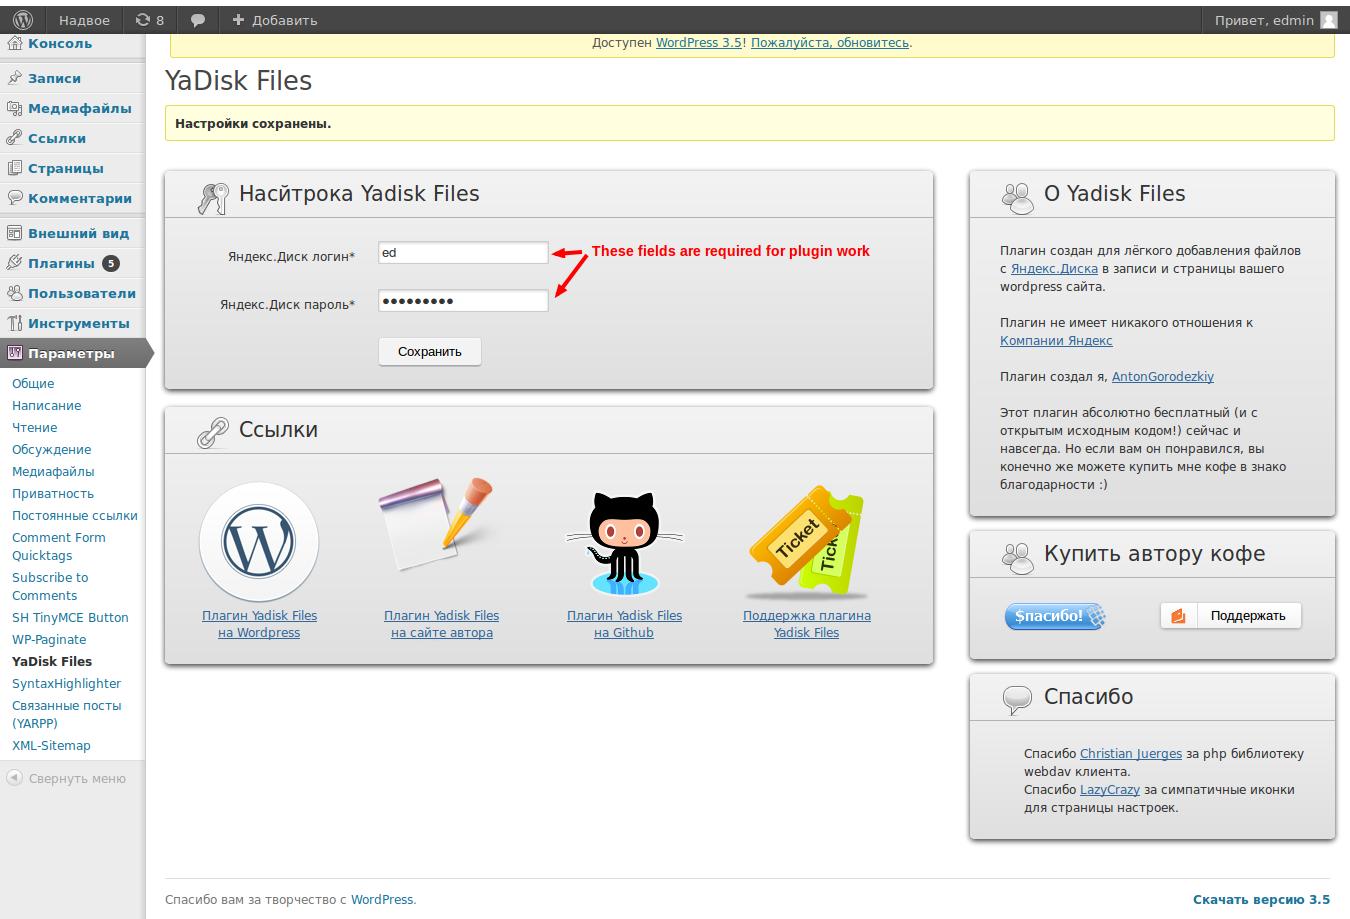 Надвое 8 Добавить Привет, edmin
Консоль
Записи
Медиафайлы
Ссылки
Страницы
Комментарии
Внешний вид
Плагины 5
Пользователи
Инструменты
Параметры
Общие
Написание
Чтение
Обсуждение
Медиафайлы
Приватность
Постоянные ссылки
Comment Form
Quicktags
Subscribe to
Comments
SH TinyMCE Button
WP-Paginate
YaDisk Files
SyntaxHighlighter
Связанные посты
(YARPP)
XML-Sitemap
Свернуть меню
Доступен WordPress 3.5! Пожалуйста, обновитесь.
YaDisk Files
Настройки сохранены.
Насйтрока Yadisk Files
Яндекс.Диск логин* ed
These fields are required for plugin work
Яндекс.Диск пароль* ●●●●●●●●●
Сохранить
Ссылки
Ticket
Ticket
Плагин Yadisk Files
на Wordpress
Плагин Yadisk Files
на сайте автора
Плагин Yadisk Files
на Github
Поддержка плагина
Yadisk Files
О Yadisk Files
Плагин создан для лёгкого добавления файлов
с Яндекс.Диска в записи и страницы вашего
wordpress сайта.
Плагин не имеет никакого отношения к
Компании Яндекс
Плагин создал я, AntonGorodezkiy
Этот плагин абсолютно бесплатный (и с
открытым исходным кодом!) сейчас и
навсегда. Но если вам он понравился, вы
конечно же можете купить мне кофе в знако
благодарности :)
Купить автору кофе
$пасибо! Поддержать
Спасибо
Спасибо Christian Juerges за php библиотеку
webdav клиента.
Спасибо LazyCrazy за симпатичные иконки
для страницы настроек.
Спасибо вам за творчество с WordPress. Скачать версию 3.5